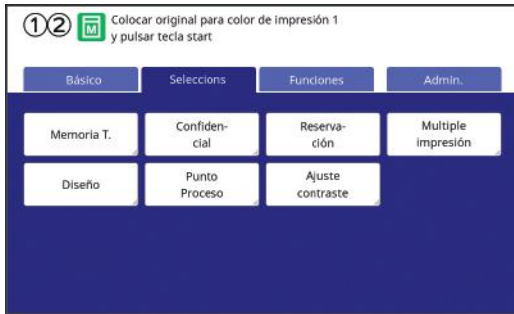 ①② M Colocar original para color de impresión 1
y pulsar tecla start
Básico
Seleccions
Funciones
Admin.
Memoria T.
Confiden-
cial
Reserva-
ción
Multiple
impresión
Diseño
Punto
Proceso
Ajuste
contraste